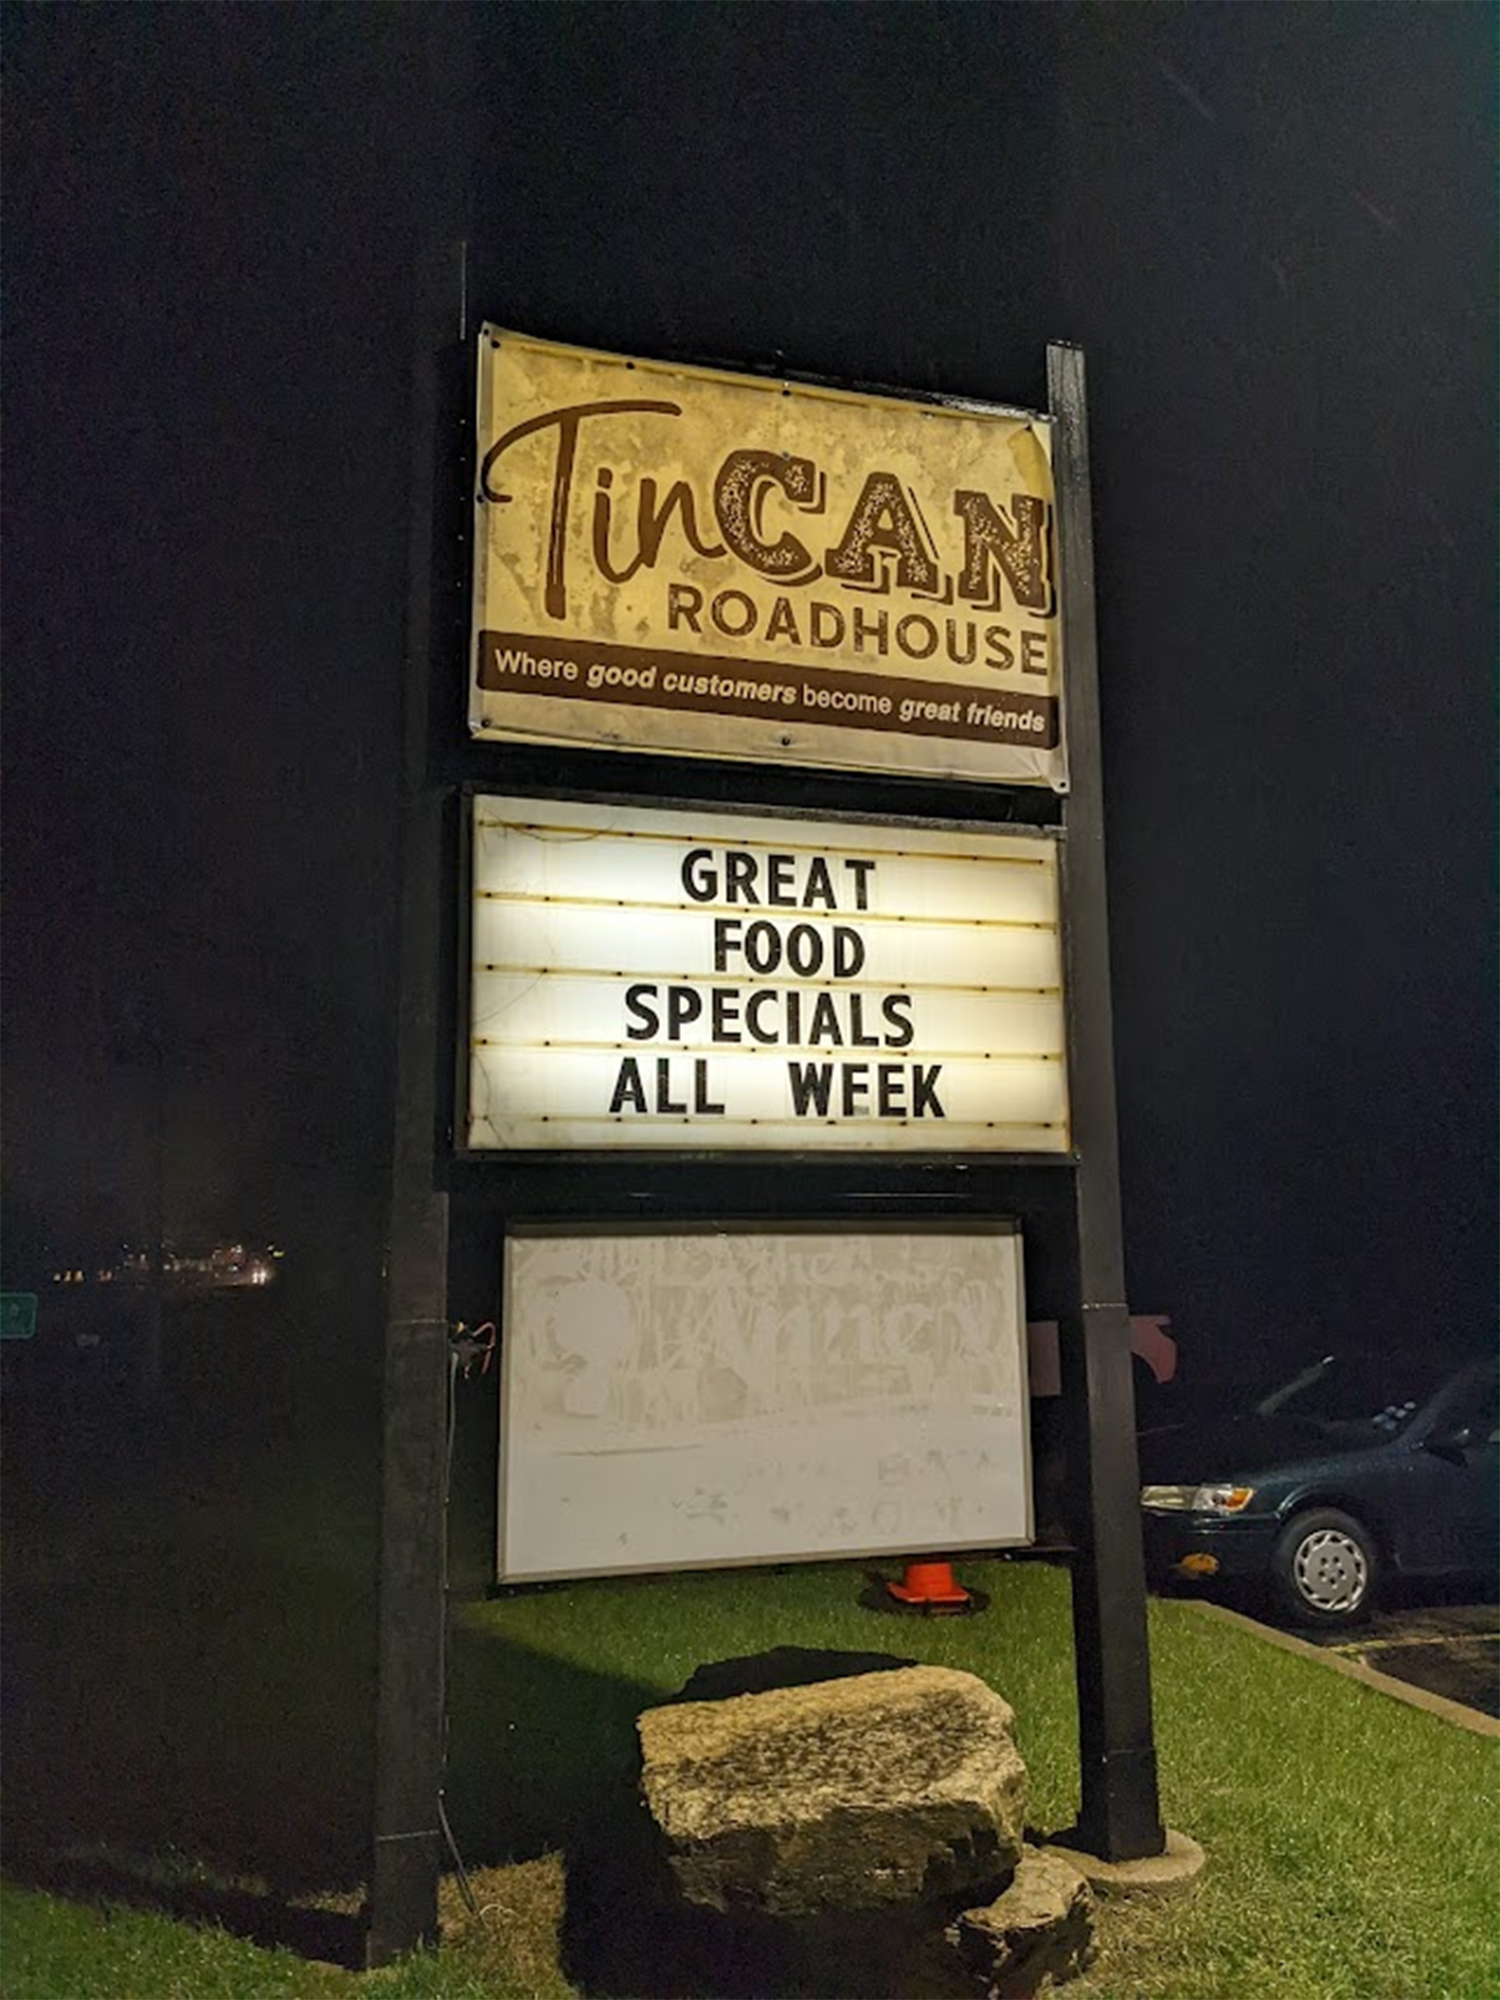 TinCAN
ROADHOUSE
Where good customers become great friends
GREAT
FOOD
SPECIALS
ALL WFEK